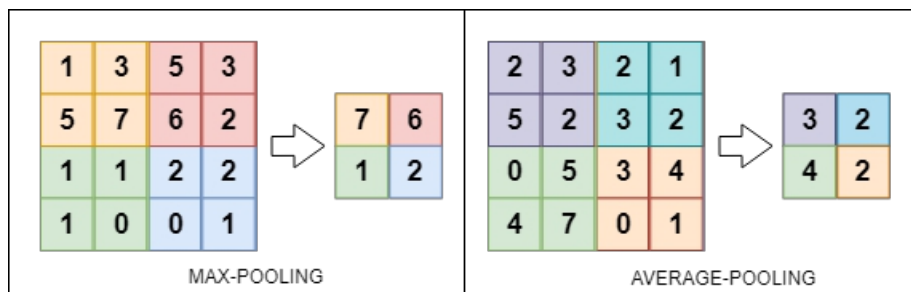 1 3 5 3
5 7 6 2
1 1 2 2
1 0 0 1
7 6
1 2
MAX-POOLING
2 3 2 1
5 2 3 2
0 5 3 4
4 7 0 1
3 2
4 2
AVERAGE-POOLING